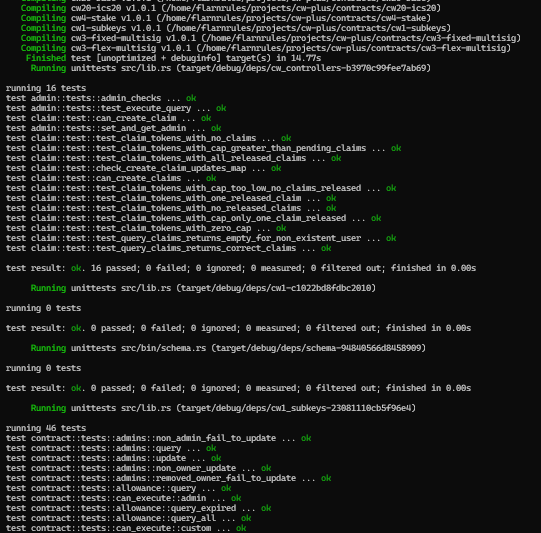 Compiling cw20-ics20 v1.0.1 (/home/flarnrules/projects/cw-plus/contracts/cw20-ics20)
Compiling cw4-stake v1.0.1 (/home/flarnrules/projects/cw-plus/contracts/cw4-stake)
Compiling cw1-subkeys v1.0.1 (/home/flarnrules/projects/cw-plus/contracts/cw1-subkeys)
Compiling cw3-fixed-multisig v1.0.1 (/home/flarnrules/projects/cw-plus/contracts/cw3-fixed-multisig)
Compiling cw3-flex-multisig v1.0.1 (/home/flarnrules/projects/cw-plus/contracts/cw3-flex-multisig)
Finished test [unoptimized + debuginfo] target(s) in 14.77s
Running unittests src/lib.rs (target/debug/deps/cw_controllers-b3970c99fee7ab69)
running 16 tests
test admin::tests::admin_checks ... ok
test admin::tests::test_execute_query ... ok
test claim::test::can_create_claim ... ok
test admin::tests::set_and_get_admin ... ok
test claim::test::test_claim_tokens_with_no_claims ... ok
test claim::test::test_claim_tokens_with_cap_greater_than_pending_claims ... ok
test claim::test::test_claim_tokens_with_all_released_claims ... ok
test claim::test::check_create_claim_updates_map ... ok
test claim::test::can_create_claims ... ok
test claim::test::test_claim_tokens_with_cap_too_low_no_claims_released ... ok
test claim::test::test_claim_tokens_with_one_released_claim ... ok
test claim::test::test_claim_tokens_with_no_released_claims ... ok
test claim::test::test_claim_tokens_with_cap_only_one_claim_released ... ok
test claim::test::test_claim_tokens_with_zero_cap ... ok
test claim::test::test_query_claims_returns_empty_for_non_existent_user ... ok
test claim::test::test_query_claims_returns_correct_claims ... ok
test result: ok. 16 passed; 0 failed; 0 ignored; 0 measured; 0 filtered out; finished in 0.00s
Running unittests src/lib.rs (target/debug/deps/cw1-c1022bd8fdbc2010)
running 0 tests
test result: ok. 0 passed; 0 failed; 0 ignored; 0 measured; 0 filtered out; finished in 0.00s
Running unittests src/bin/schema.rs (target/debug/deps/schema-94840566d8458909)
running 0 tests
test result: ok. 0 passed; 0 failed; 0 ignored; 0 measured; 0 filtered out; finished in 0.00s
Running unittests src/lib.rs (target/debug/deps/cw1_subkeys-23081110cb5f96e4)
running 46 tests
test contract::tests::admins::non_admin_fail_to_update ... ok
test contract::tests::admins::query ... ok
test contract::tests::admins::update ... ok
test contract::tests::admins::non_owner_update ... ok
test contract::tests::admins::removed_owner_fail_to_update ... ok
test contract::tests::allowance::query ... ok
test contract::tests::can_execute::admin ... ok
test contract::tests::allowance::query_expired ... ok
test contract::tests::allowance::query_all ... ok
test contract::tests::can_execute::custom ... ok